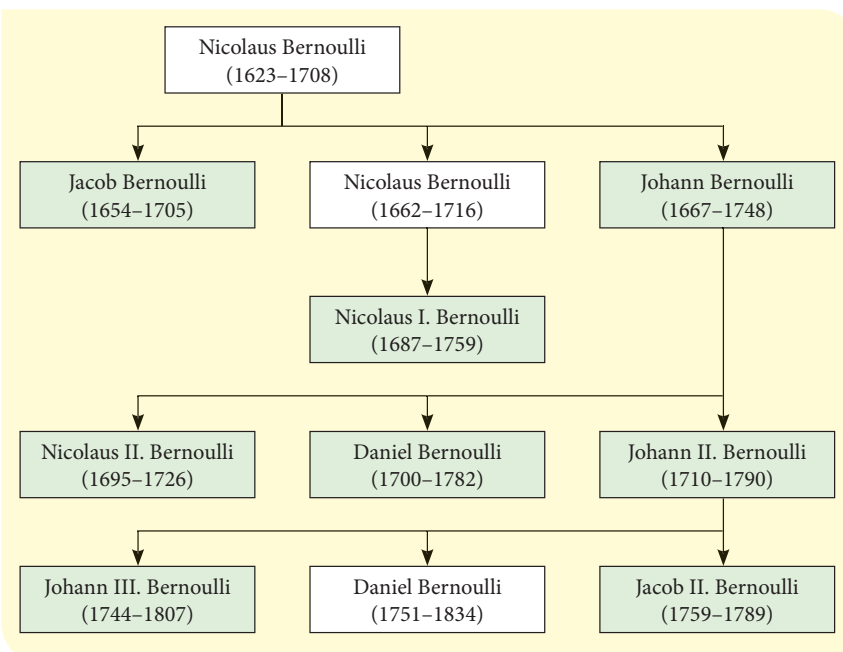 Nicolaus Bernoulli
(1623–1708)
Jacob Bernoulli
(1654–1705)
Nicolaus Bernoulli
(1662–1716)
Johann Bernoulli
(1667–1748)
Nicolaus I. Bernoulli
(1687–1759)
Nicolaus II. Bernoulli
(1695–1726)
Daniel Bernoulli
(1700–1782)
Johann II. Bernoulli
(1710–1790)
Johann III. Bernoulli
(1744–1807)
Daniel Bernoulli
(1751–1834)
Jacob II. Bernoulli
(1759–1789)